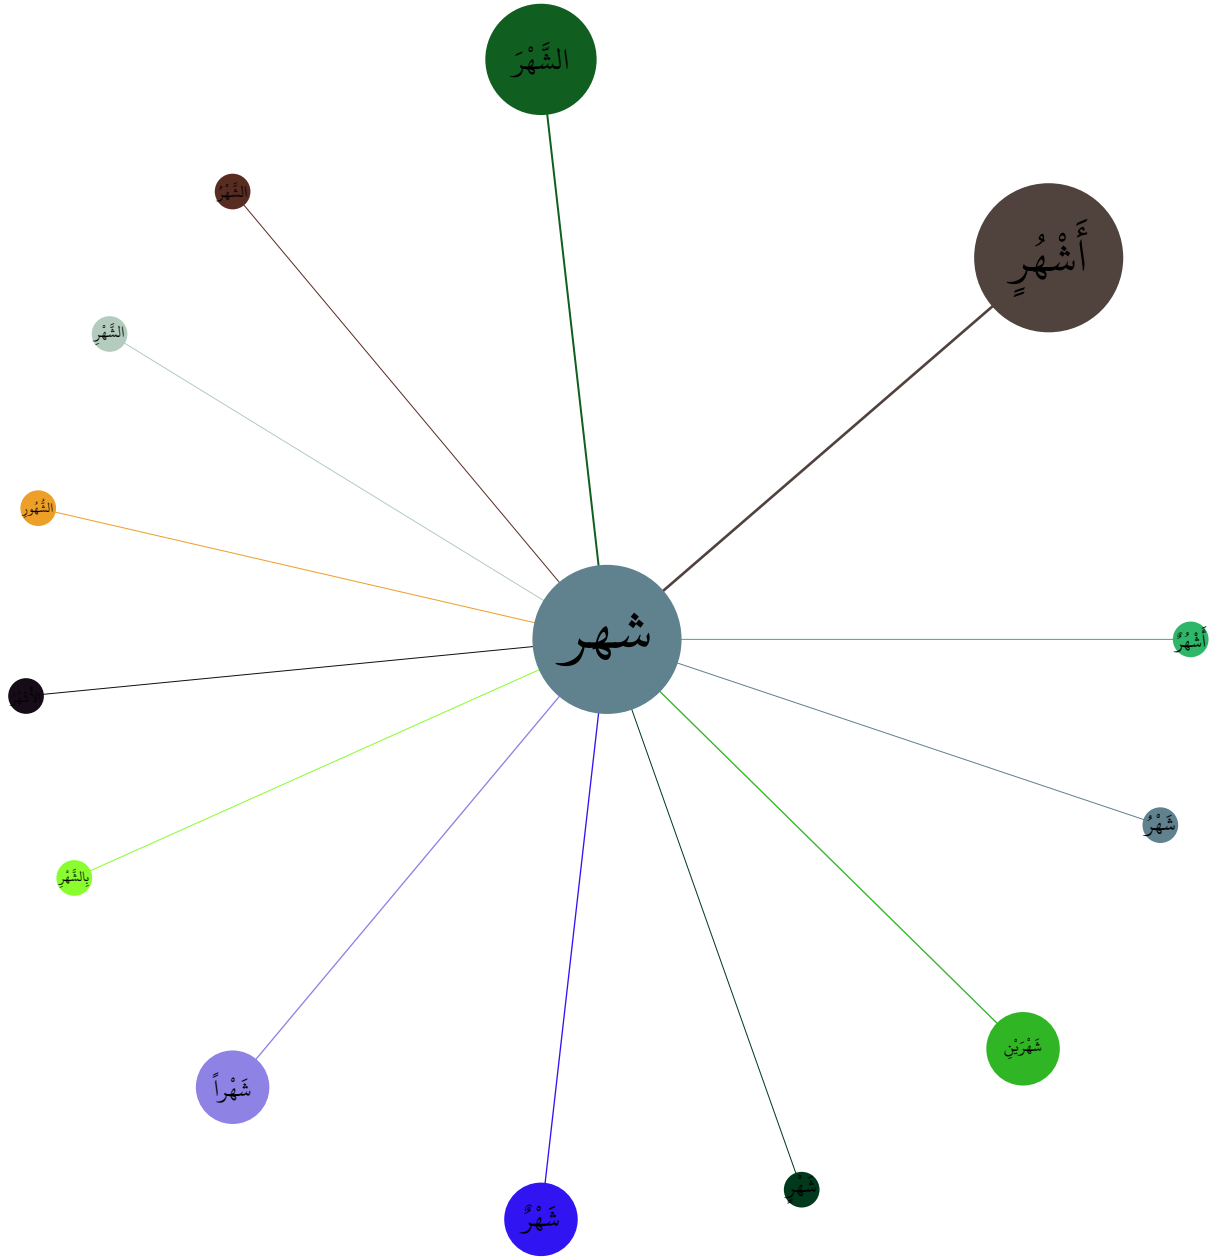 الشَّهْرَ
الشَّهْرُ
أَشْهُرٍ
الشَّهْرِ
الشُّهُورِ
شهر
أَشْهُرٌ
شَهْرُ
بِالشَّهْرِ
شَهْرَيْنِ
شَهْراً
شَهْرٍ
شَهْرٌ